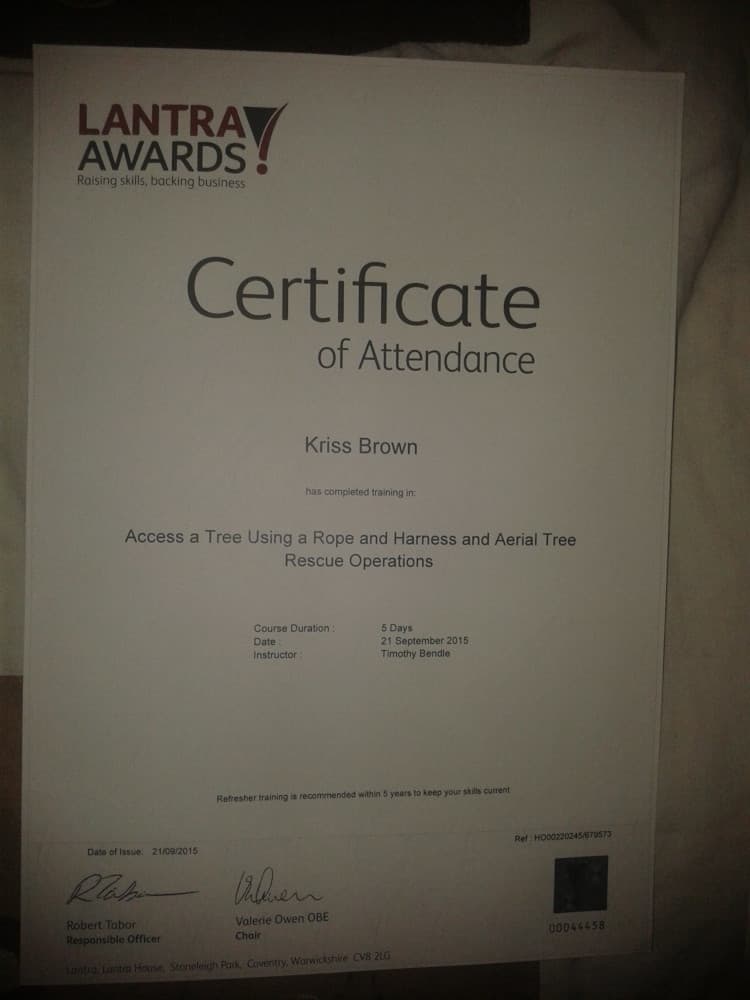 LANTRA
AWARDS
Raising skills, backing business
Certificate
of Attendance
Kriss Brown
has completed training in:
Access a Tree Using a Rope and Harness and Aerial Tree
Rescue Operations
Course Duration : 5 Days
Date : 21 September 2015
Instructor : Timothy Bendle
Refresher training is recommended within 5 years to keep your skills current
Ref : HO00220245/679573
Date of Issue: 21/09/2015
Robert Tabor
Responsible Officer
Valerie Owen OBE
Chair
00044458
Lantra, Lantra House, Stoneleigh Park, Coventry, Warwickshire CV8 2LG